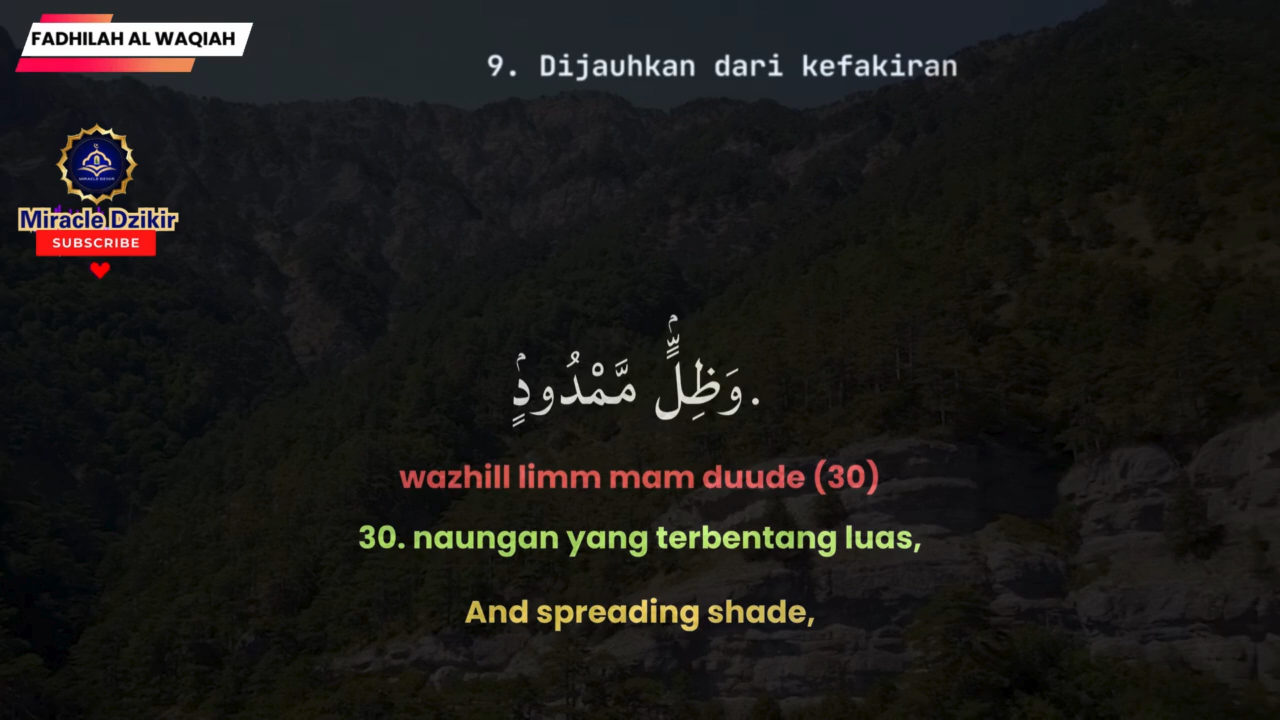 FADHILAH AL WAQIAH
9. Dijauhkan dari kefakiran
Miracle Dzikir
SUBSCRIBE
وَظِلٍّۢ مَّمْدُودٍۢ.
wazhill limm mam duude (30)
30. naungan yang terbentang luas,
And spreading shade,